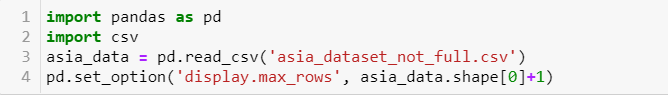 1 import pandas as pd
2 import csv
3 asia_data = pd.read_csv('asia_dataset_not_full.csv')
4 pd.set_option('display.max_rows', asia_data.shape[0]+1)